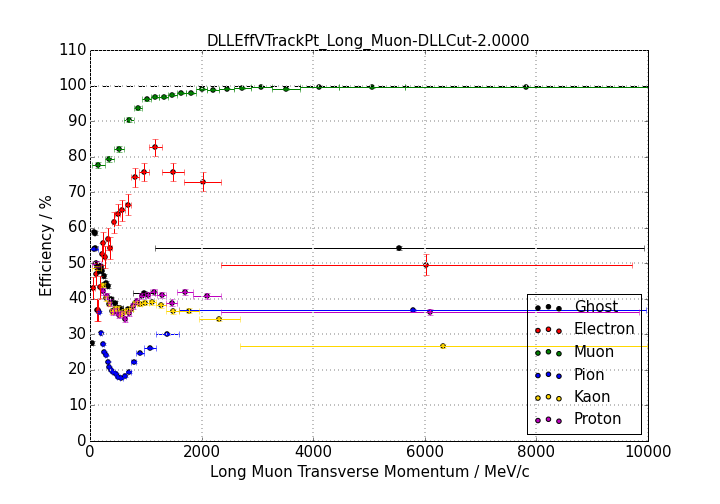 DLLEffVTrackPt_Long_Muon-DLLCut-2.0000
110
100
90
80
70
60
50
40
30
20
10
0
Efficiency / %
Ghost
Electron
Muon
Pion
Kaon
Proton
0 2000 4000 6000 8000 10000
Long Muon Transverse Momentum / MeV/c